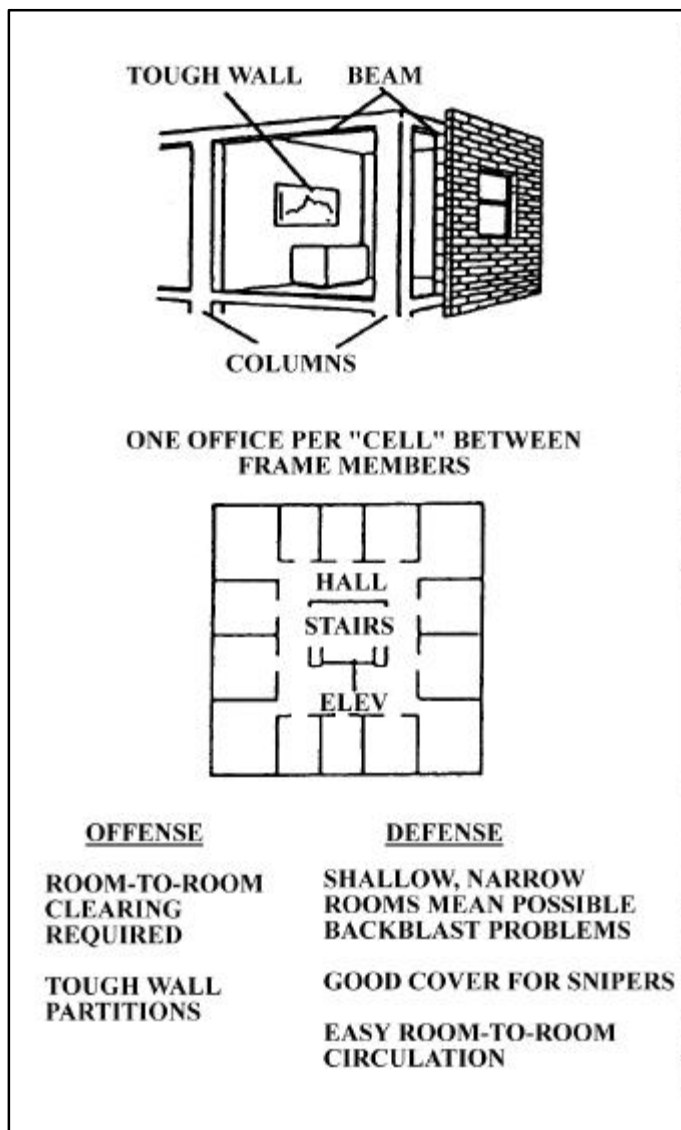 TOUGH WALL
BEAM
COLUMNS
ONE OFFICE PER "CELL" BETWEEN
FRAME MEMBERS
HALL
STAIRS
ELEV
OFFENSE
ROOM-TO-ROOM
CLEARING
REQUIRED
TOUGH WALL
PARTITIONS
DEFENSE
SHALLOW, NARROW
ROOMS MEAN POSSIBLE
BACKBLAST PROBLEMS
GOOD COVER FOR SNIPERS
EASY ROOM-TO-ROOM
CIRCULATION